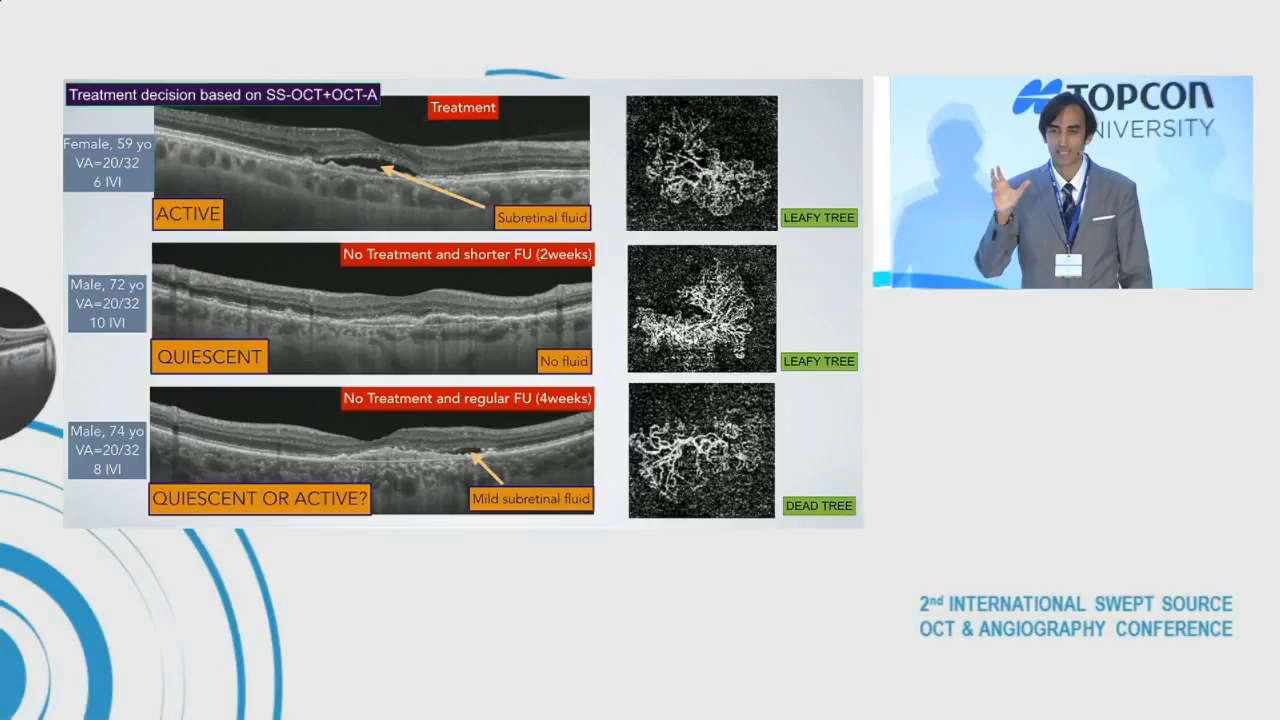 Treatment decision based on SS-OCT+OCT-A
Treatment
Female, 59 yo
VA=20/32
6 IVI
ACTIVE
Subretinal fluid
LEAFY TREE
No Treatment and shorter FU (2weeks)
Male, 72 yo
VA=20/32
10 IVI
QUIESCENT
No fluid
LEAFY TREE
No Treatment and regular FU (4weeks)
Male, 74 yo
VA=20/32
8 IVI
QUIESCENT OR ACTIVE?
Mild subretinal fluid
DEAD TREE
TOPCON
UNIVERSITY
2nd INTERNATIONAL SWEPT SOURCE
OCT & ANGIOGRAPHY CONFERENCE